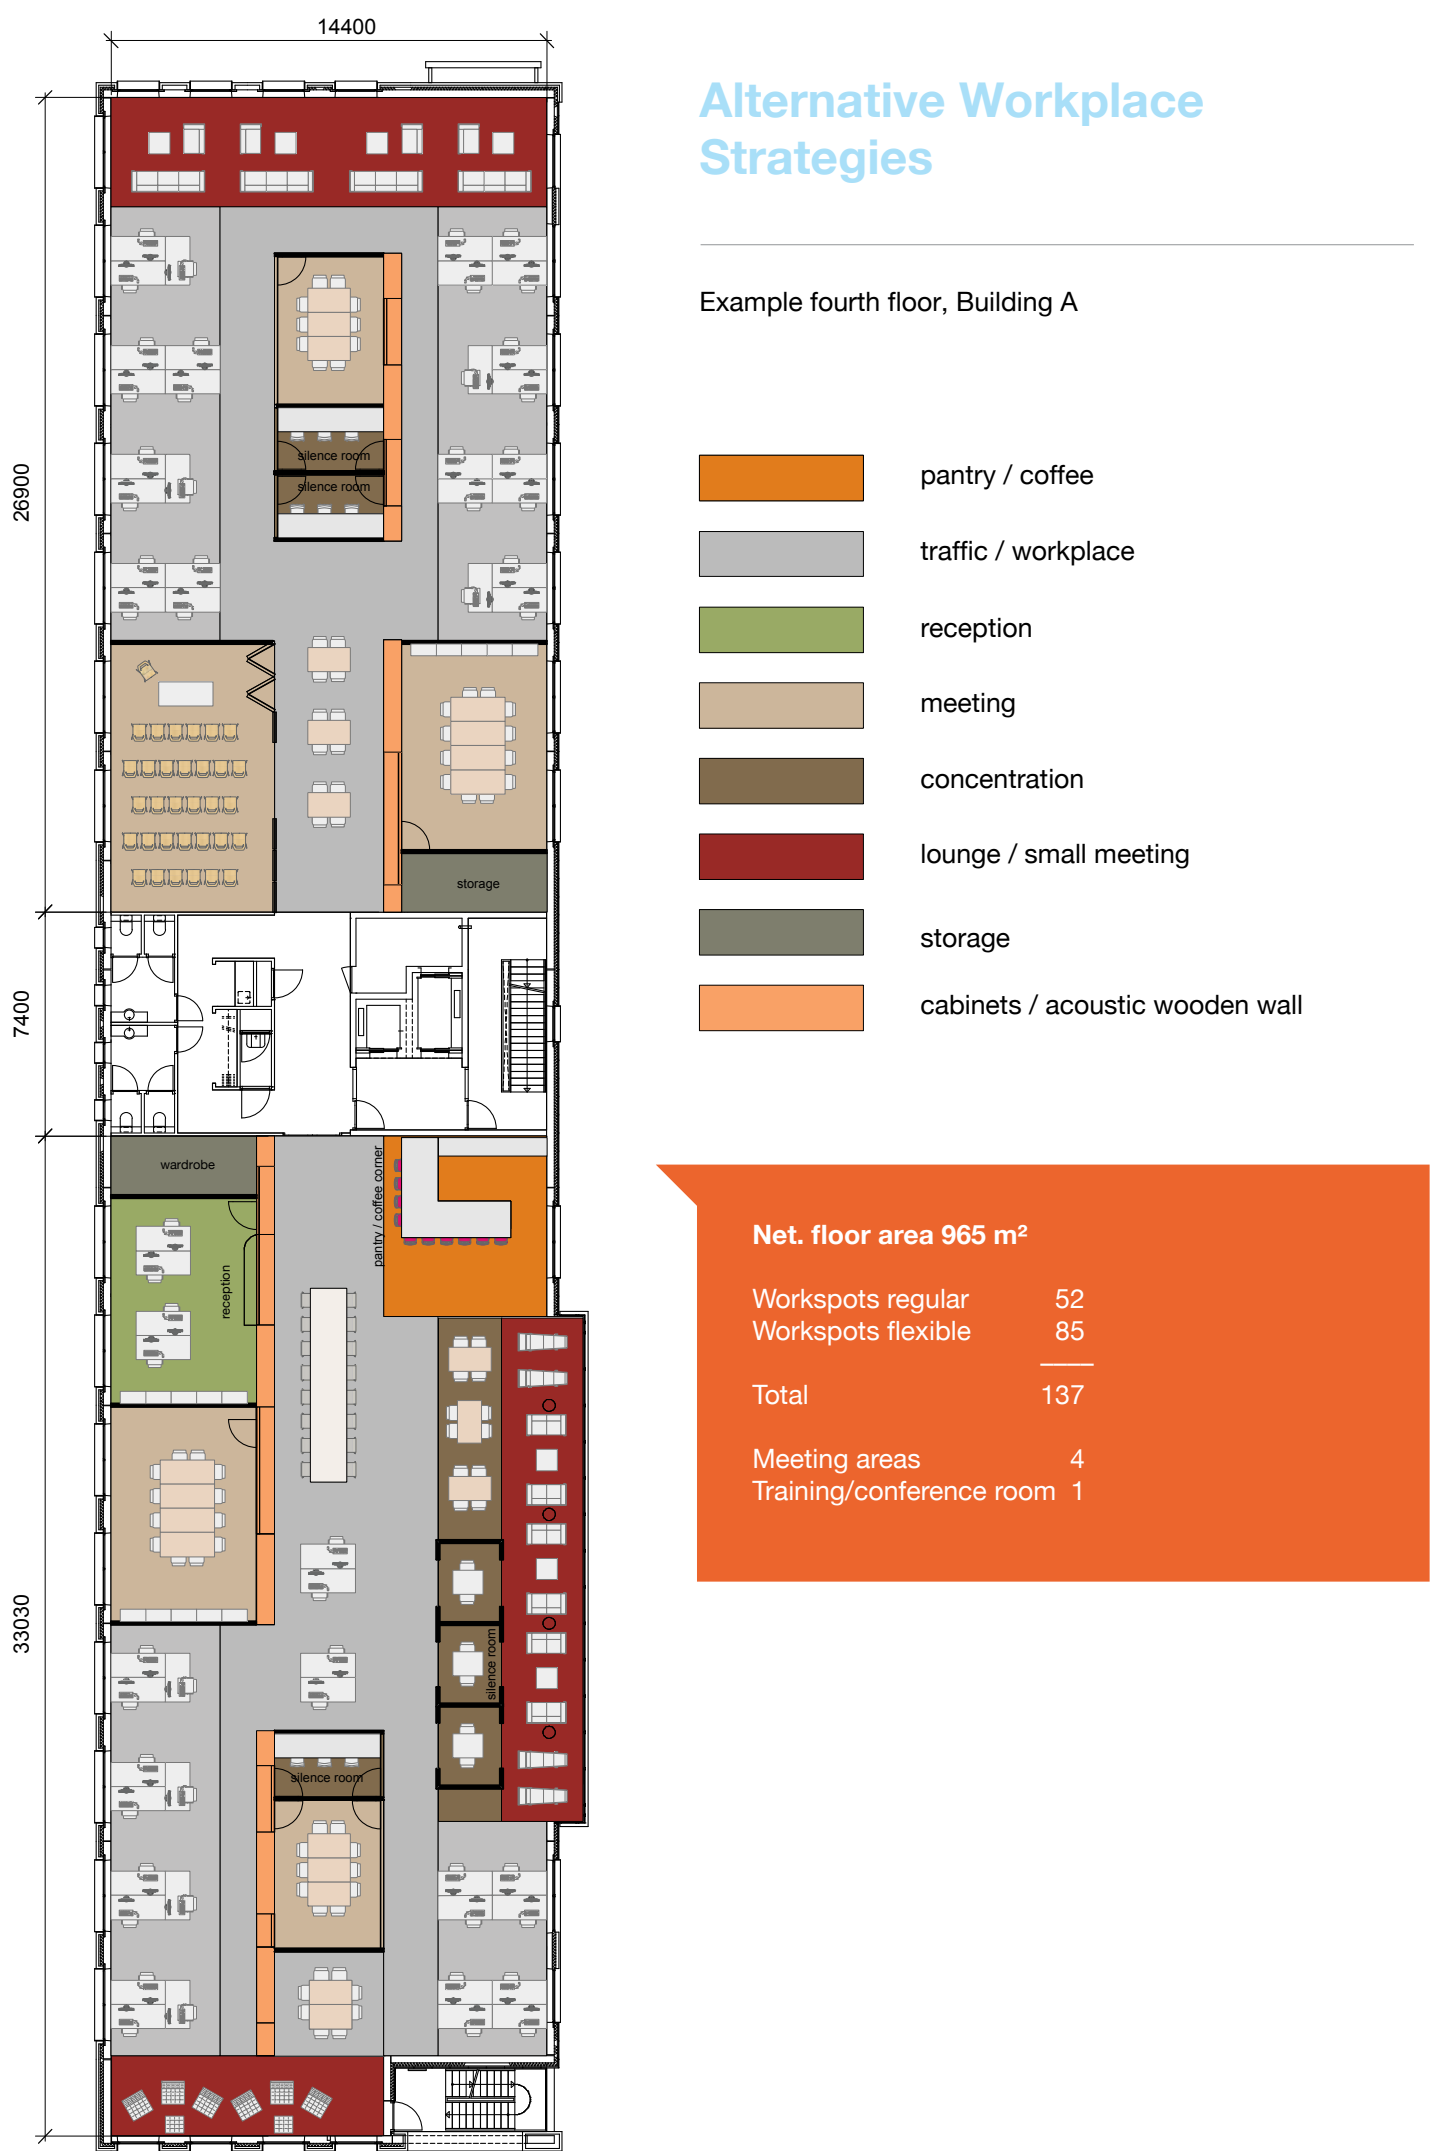 14400
Alternative Workplace
Strategies
Example fourth floor, Building A
26900
silence room
silence room
pantry / coffee
traffic / workplace
reception
meeting
concentration
lounge / small meeting
storage
cabinets / acoustic wooden wall
storage
7400
wardrobe
pantry / coffee corner
reception
Net. floor area 965 m²
Workspots regular 52
Workspots flexible 85
Total 137
Meeting areas 4
Training/conference room 1
33030
silence room
silence room